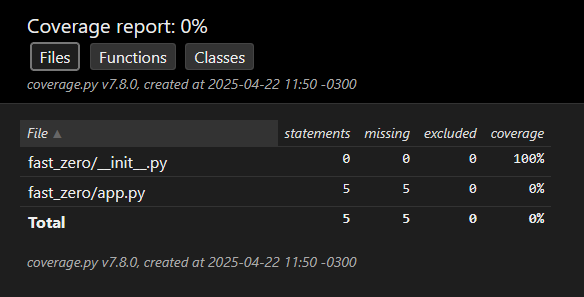 Coverage report: 0%
Files Functions Classes
coverage.py v7.8.0, created at 2025-04-22 11:50 -0300
File ▲ statements missing excluded coverage
fast_zero/__init__.py 0 0 0 100%
fast_zero/app.py 5 5 0 0%
Total 5 5 0 0%
coverage.py v7.8.0, created at 2025-04-22 11:50 -0300